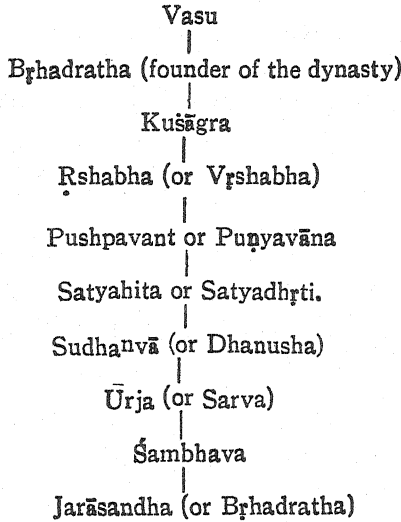 Vasu
Bṛhadratha (founder of the dynasty)
Kuśāgra
Ṛshabha (or Vṛshabha)
Pushpavant or Puṇyavāna
Satyahita or Satyadhṛti.
Sudhanvā (or Dhanusha)
Ūrja (or Sarva)
Śambhava
Jarāsandha (or Bṛhadratha)